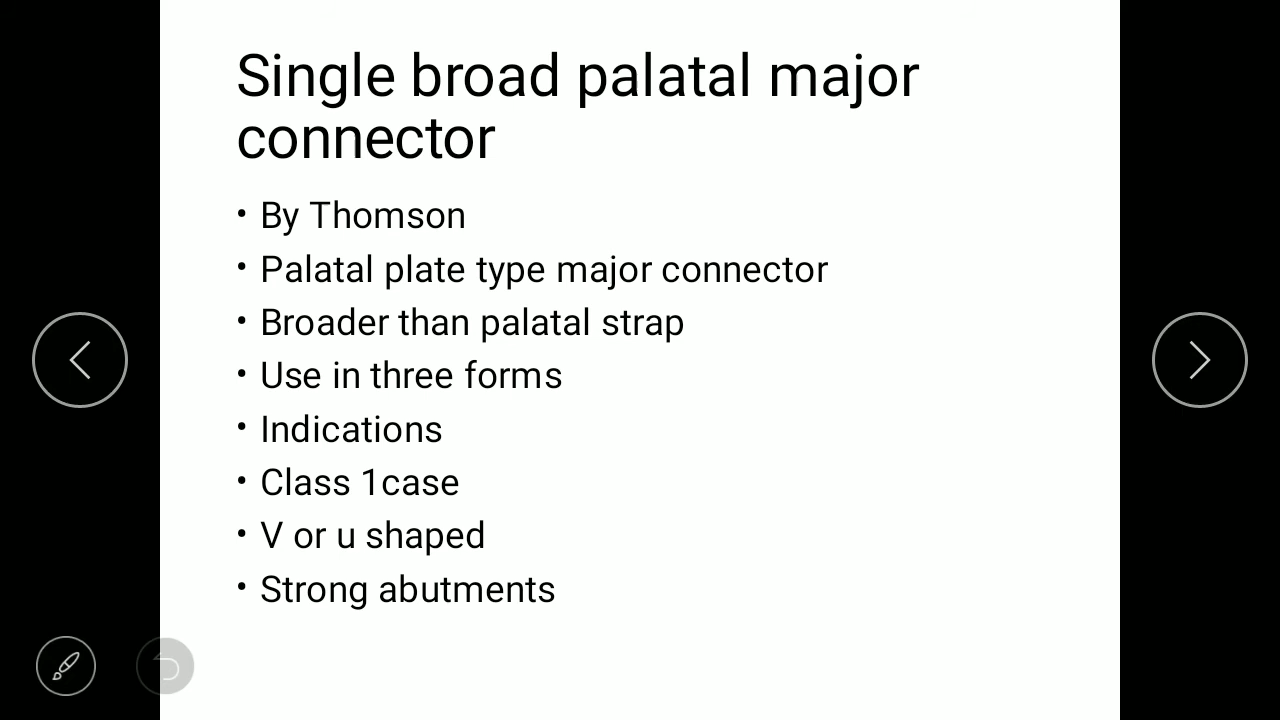 Single broad palatal major
connector
• By Thomson
• Palatal plate type major connector
• Broader than palatal strap
• Use in three forms
• Indications
• Class 1case
• V or u shaped
• Strong abutments